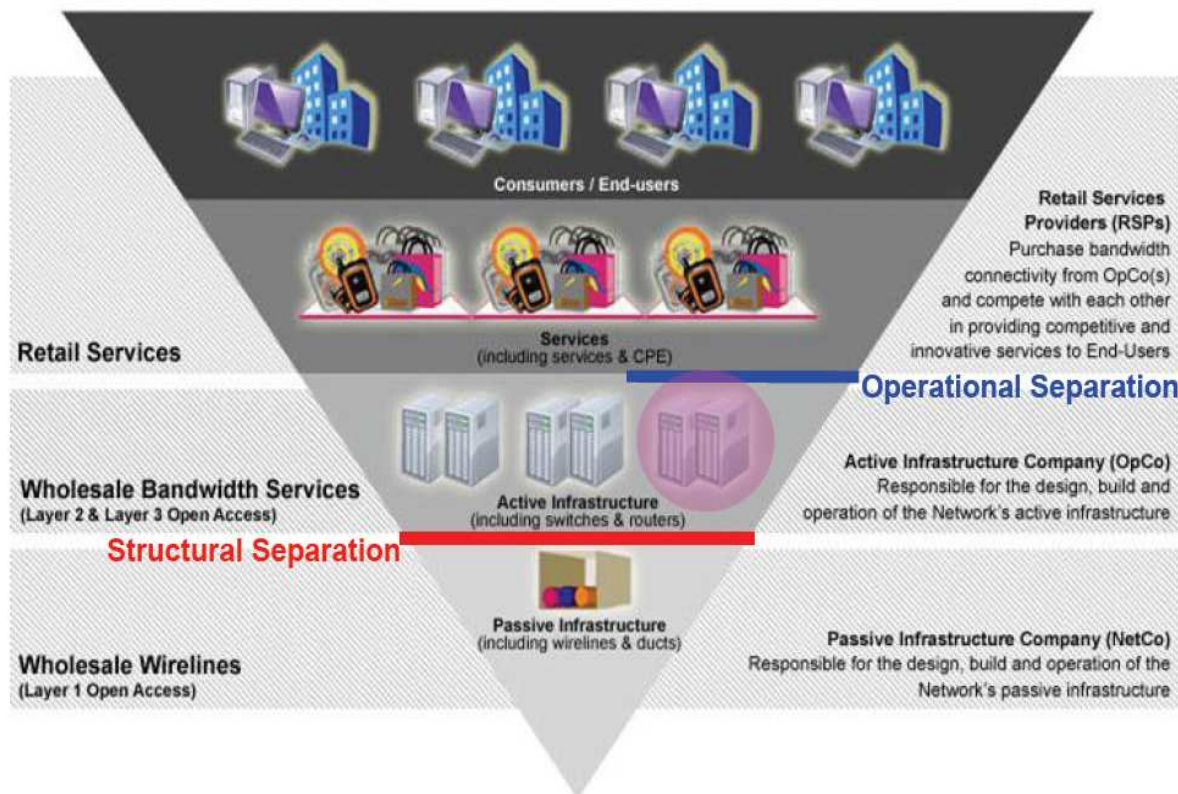 Consumers / End-users
Retail Services
Providers (RSPs)
Purchase bandwidth
connectivity from OpCo(s)
and compete with each other
in providing competitive and
innovative services to End-Users
Services
(including services & CPE)
Retail Services
Operational Separation
Wholesale Bandwidth Services
(Layer 2 & Layer 3 Open Access)
Active Infrastructure
(including switches & routers)
Active Infrastructure Company (OpCo)
Responsible for the design, build and
operation of the Network's active infrastructure
Structural Separation
Passive Infrastructure
(including wirelines & ducts)
Wholesale Wirelines
(Layer 1 Open Access)
Passive Infrastructure Company (NetCo)
Responsible for the design, build and operation of the
Network's passive infrastructure